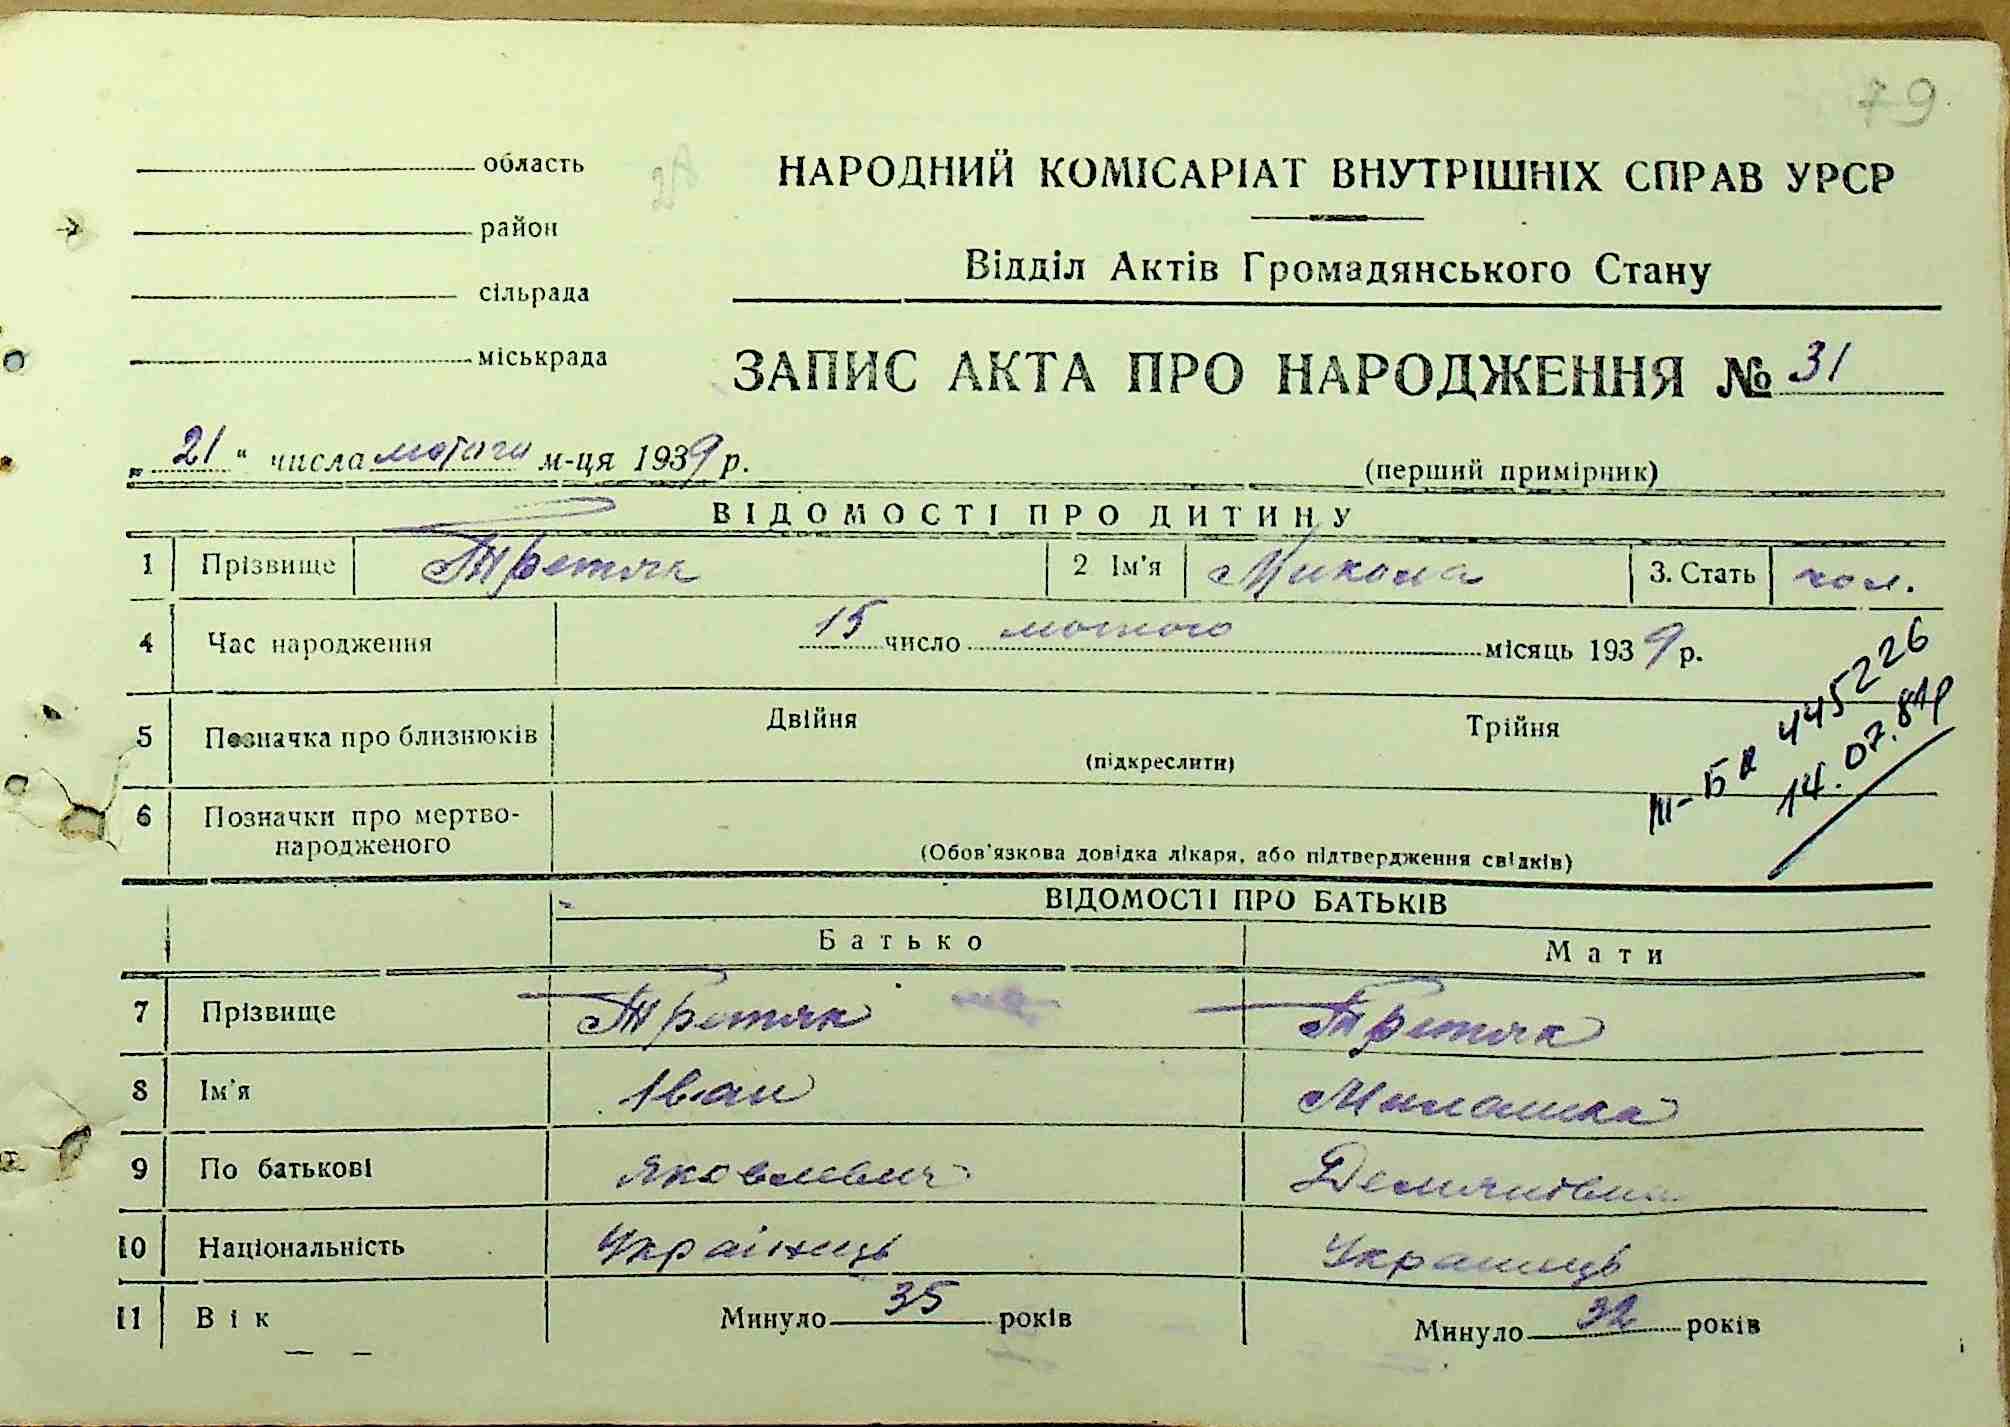 79
область
НАРОДНИЙ КОМІСАРІАТ ВНУТРІШНІХ СПРАВ УРСР
район
Відділ Актів Громадянського Стану
сільрада
міськрада
ЗАПИС АКТА ПРО НАРОДЖЕННЯ № 31
„21“ числа лютого м-ця 1939 р.
(перший примірник)
ВІДОМОСТІ ПРО ДИТИНУ
1 Прізвище Третяк 2 Ім'я Микола 3. Стать чол.
4 Час народження 15 число лютого місяць 1939 р.
5 Позначка про близнюків Двійня Трійня
(підкреслити)
ІІІ-БК 445226
14.07.81р
6 Позначки про мертво-
народженого
(Обов'язкова довідка лікаря, або підтвердження свідків)
ВІДОМОСТІ ПРО БАТЬКІВ
Батько Мати
7 Прізвище Третяк Третяк
8 Ім'я Іван
9 По батькові Яковлевич Демянівна
10 Національність Українець Украинець
11 Вік Минуло 35 років Минуло 32 років